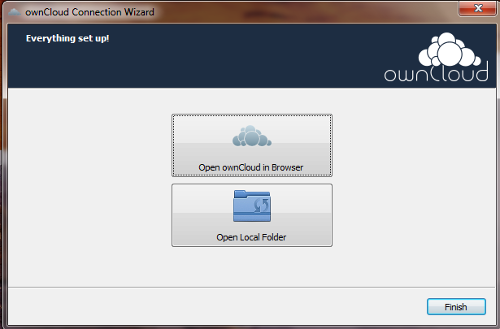 ownCloud Connection Wizard
Everything set up!
ownCloud
Open ownCloud in Browser
Open Local Folder
Finish